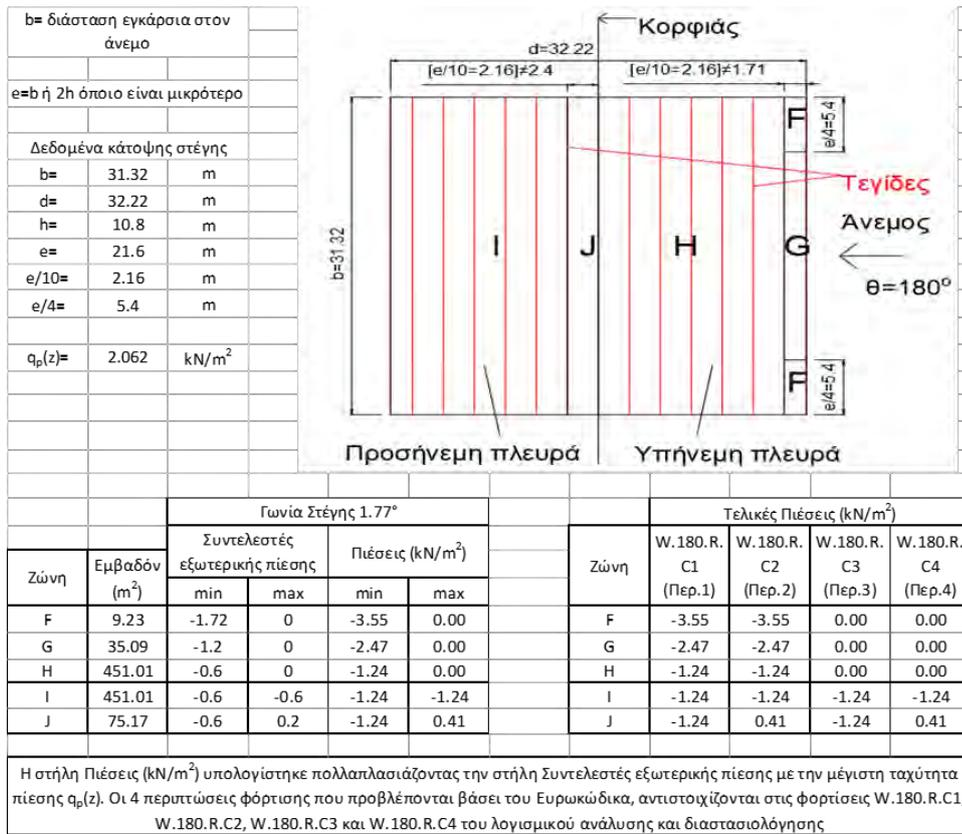 b= διάσταση εγκάρσια στον
άνεμο
e=b ή 2h όποιο είναι μικρότερο
Δεδομένα κάτοψης στέγης
b= 31.32 m
d= 32.22 m
h= 10.8 m
e= 21.6 m
e/10= 2.16 m
e/4= 5.4 m
qp(z)= 2.062 kN/m²
Κορφιάς
d=32.22
[e/10=2.16]≠2.4 [e/10=2.16]≠1.71
F
e/4=5.4
Τεγίδες
Άνεμος
b=31.32
I J H G
θ=180°
F
e/4=5.4
Προσήνεμη πλευρά Υπήνεμη πλευρά
Γωνία Στέγης 1.77°
Ζώνη Εμβαδόν (m²) Συντελεστές εξωτερικής πίεσης Πιέσεις (kN/m²)
min max min max
F 9.23 -1.72 0 -3.55 0.00
G 35.09 -1.2 0 -2.47 0.00
H 451.01 -0.6 0 -1.24 0.00
I 451.01 -0.6 -0.6 -1.24 -1.24
J 75.17 -0.6 0.2 -1.24 0.41
Τελικές Πιέσεις (kN/m²)
Ζώνη W.180.R.C1 (Περ.1) W.180.R.C2 (Περ.2) W.180.R.C3 (Περ.3) W.180.R.C4 (Περ.4)
F -3.55 -3.55 0.00 0.00
G -2.47 -2.47 0.00 0.00
H -1.24 -1.24 0.00 0.00
I -1.24 -1.24 -1.24 -1.24
J -1.24 0.41 -1.24 0.41
Η στήλη Πιέσεις (kN/m²) υπολογίστηκε πολλαπλασιάζοντας την στήλη Συντελεστές εξωτερικής πίεσης με την μέγιστη ταχύτητα
πίεσης qp(z). Οι 4 περιπτώσεις φόρτισης που προβλέπονται βάσει του Ευρωκώδικα, αντιστοιχίζονται στις φορτίσεις W.180.R.C1,
W.180.R.C2, W.180.R.C3 και W.180.R.C4 του λογισμικού ανάλυσης και διαστασιολόγησης